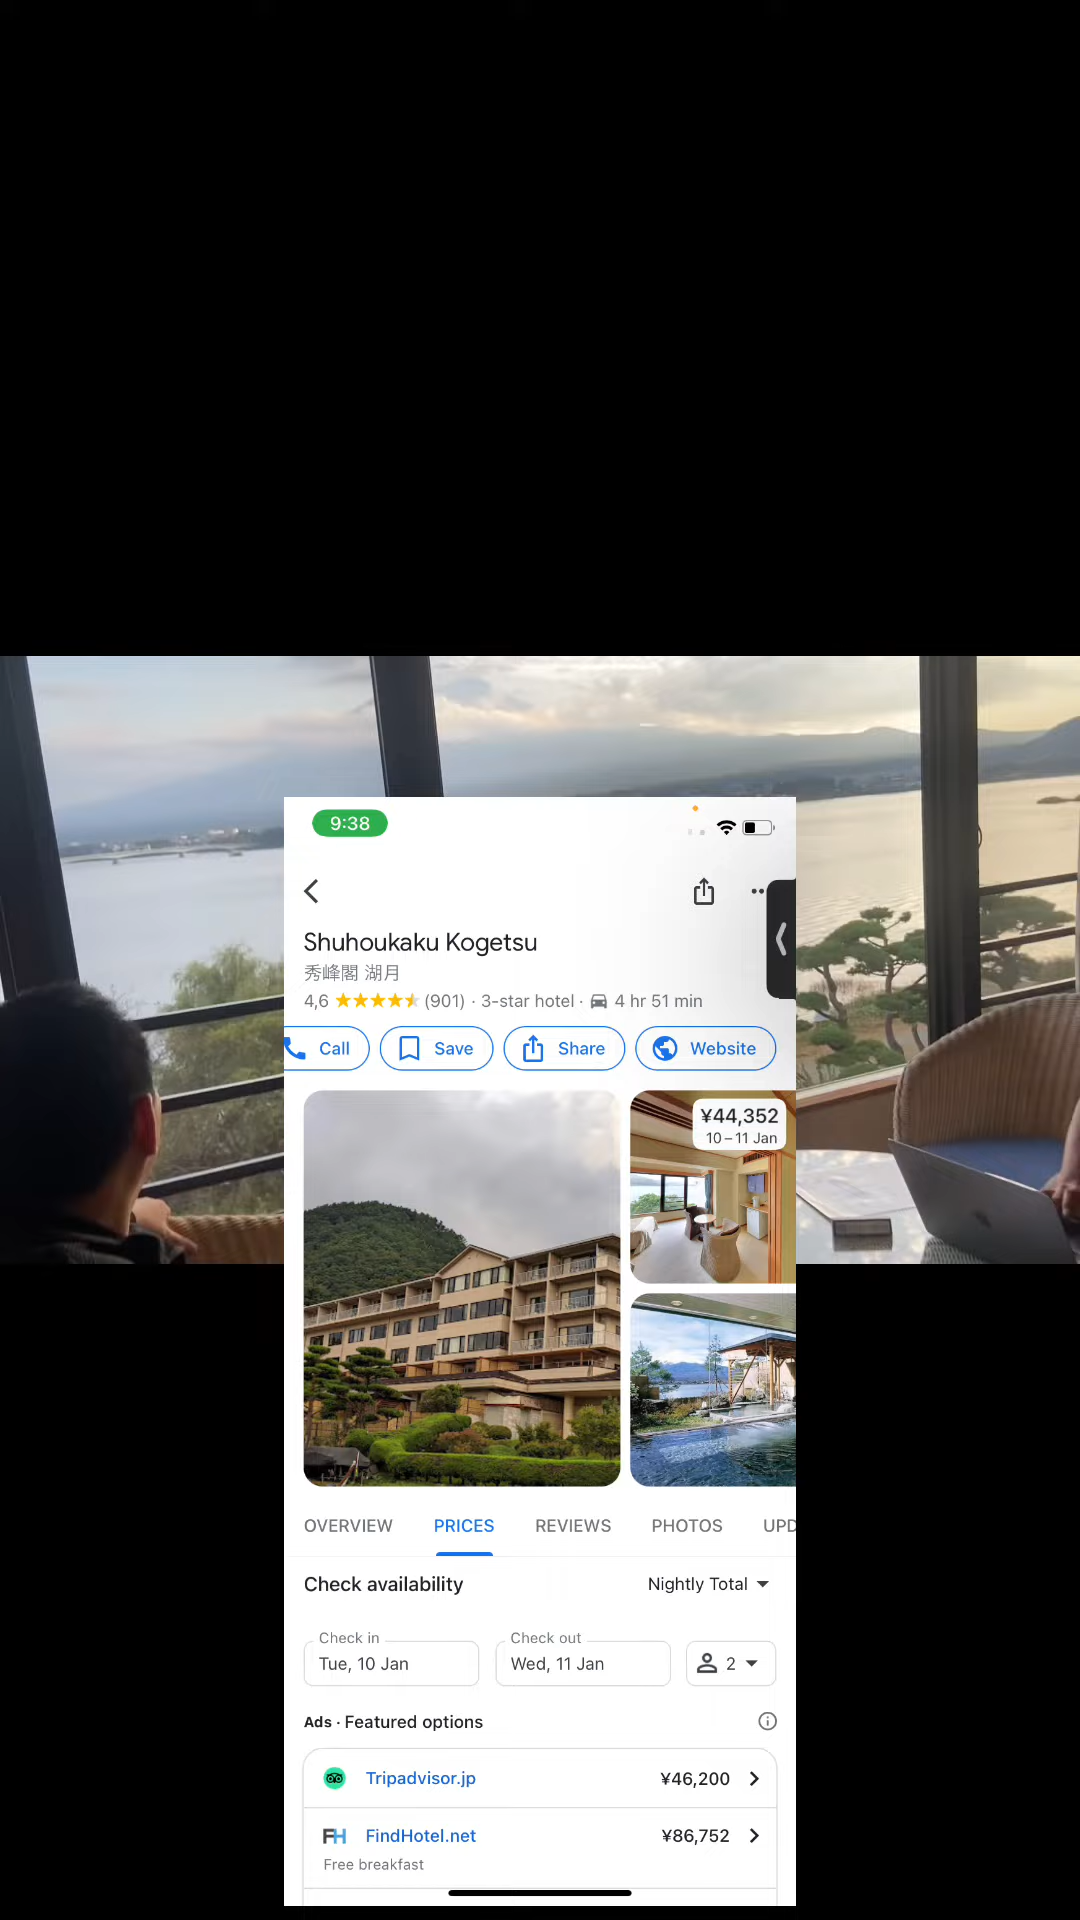 9:38
Shuhoukaku Kogetsu
秀峰閣 湖月
4,6 (901) · 3-star hotel · 4 hr 51 min
Call
Save
Share
Website
¥44,352
10 – 11 Jan
OVERVIEW
PRICES
REVIEWS
PHOTOS
UPD
Check availability
Nightly Total
Check in
Tue, 10 Jan
Check out
Wed, 11 Jan
2
Ads · Featured options
Tripadvisor.jp
¥46,200
FH
FindHotel.net
¥86,752
Free breakfast